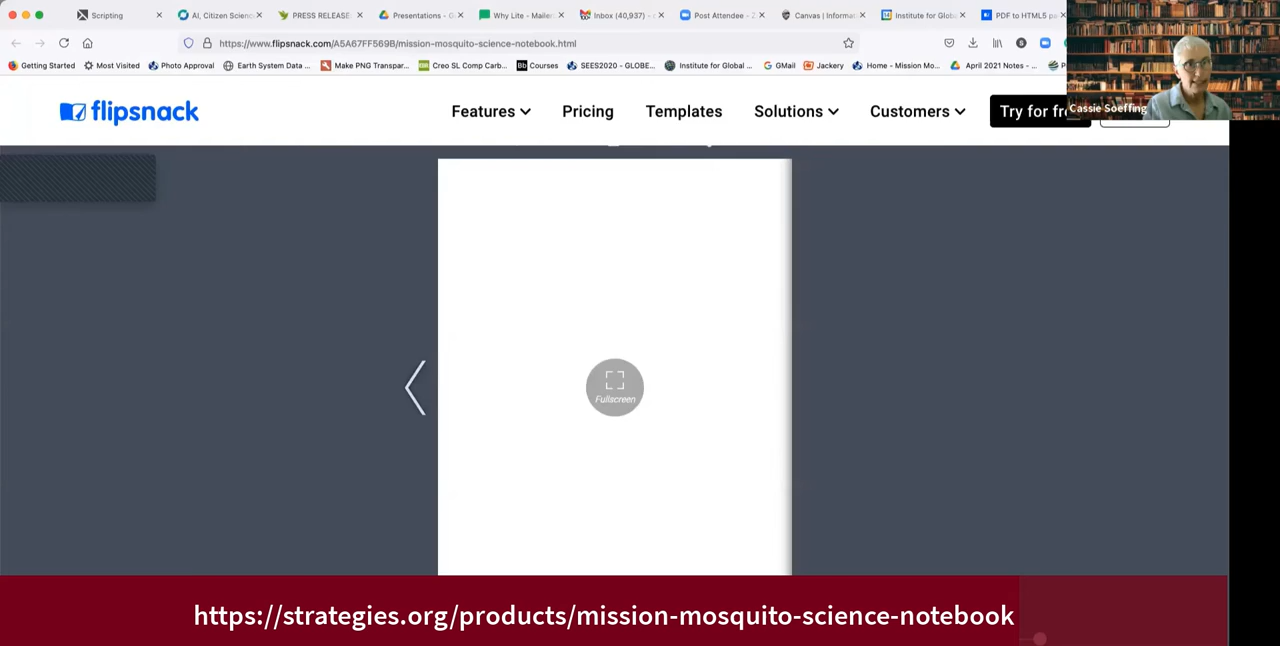 Scripting
AI, Citizen Scienc
PRESS RELEASE
Presentations - G
Why Lite - Mailer
Inbox (40,937) -
Post Attendee - Z
Canvas | Informat
Institute for Glob
PDF to HTML5 pa
https://www.flipsnack.com/A5A67FF569B/mission-mosquito-science-notebook.html
Getting Started
Most Visited
Photo Approval
Earth System Data ...
Make PNG Transpar...
Creo SL Comp Carb...
Bb Courses
SEES2020 - GLOBE...
Institute for Global ...
GMail
Jackery
Home - Mission Mo...
April 2021 Notes - ...
flipsnack
Features
Pricing
Templates
Solutions
Customers
Try for fr
Cassie Soeffing
Fullscreen
https://strategies.org/products/mission-mosquito-science-notebook